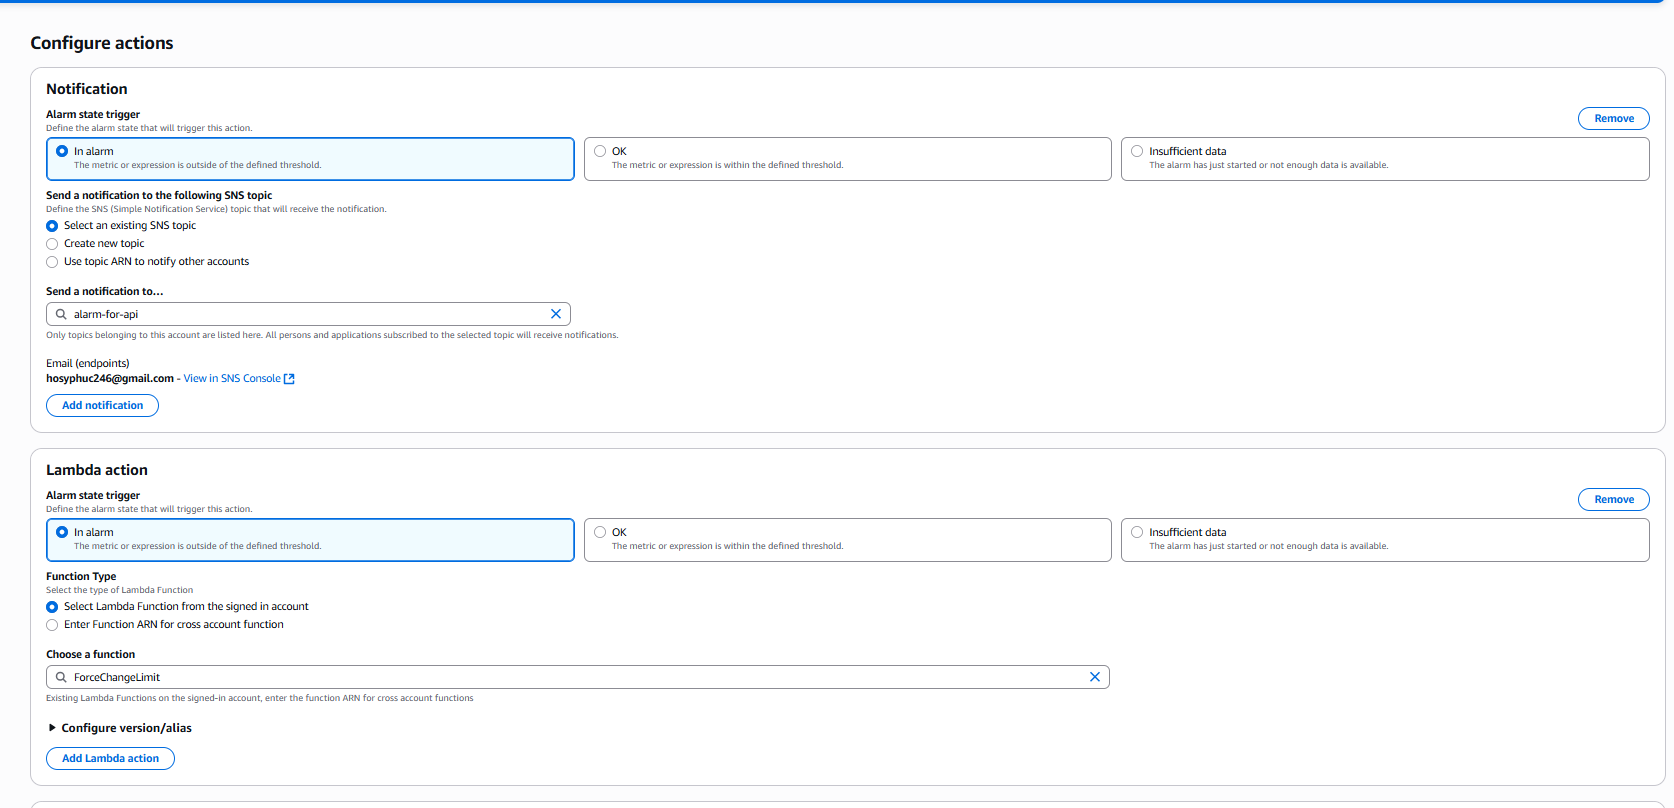 Configure actions
Notification
Alarm state trigger
Define the alarm state that will trigger this action.
Remove
In alarm
The metric or expression is outside of the defined threshold.
OK
The metric or expression is within the defined threshold.
Insufficient data
The alarm has just started or not enough data is available.
Send a notification to the following SNS topic
Define the SNS (Simple Notification Service) topic that will receive the notification.
Select an existing SNS topic
Create new topic
Use topic ARN to notify other accounts
Send a notification to...
alarm-for-api
Only topics belonging to this account are listed here. All persons and applications subscribed to the selected topic will receive notifications.
Email (endpoints)
hosyphuc246@gmail.com - View in SNS Console
Add notification
Lambda action
Alarm state trigger
Define the alarm state that will trigger this action.
Remove
In alarm
The metric or expression is outside of the defined threshold.
OK
The metric or expression is within the defined threshold.
Insufficient data
The alarm has just started or not enough data is available.
Function Type
Select the type of Lambda Function
Select Lambda Function from the signed in account
Enter Function ARN for cross account function
Choose a function
ForceChangeLimit
Existing Lambda Functions on the signed-in account, enter the function ARN for cross account functions
Configure version/alias
Add Lambda action